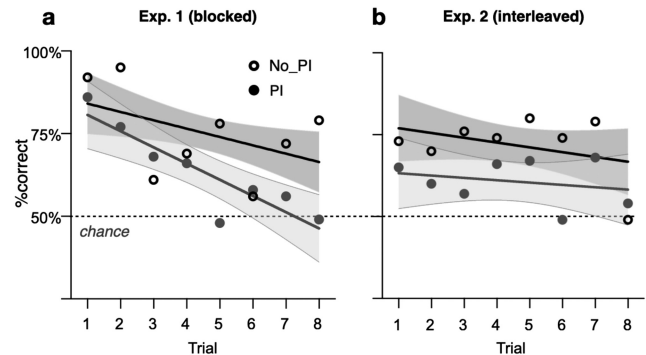 a Exp. 1 (blocked)
100%
75%
50%
%correct
No_PI
PI
chance
1 2 3 4 5 6 7 8
Trial
b Exp. 2 (interleaved)
1 2 3 4 5 6 7 8
Trial